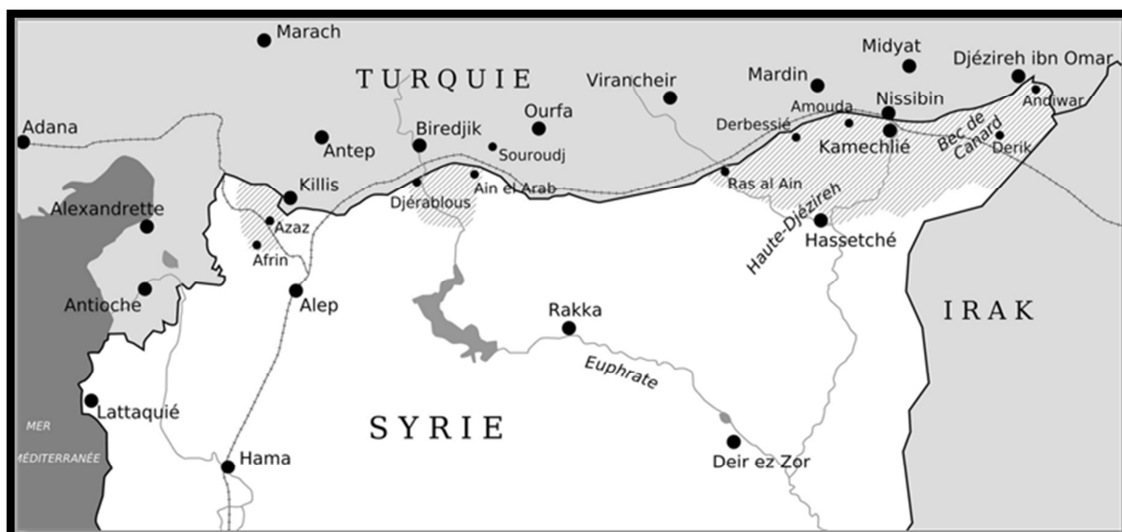 Marach
TURQUIE
Midyat
Djézireh ibn Omar
Virancheir
Mardin
Andiwar
Adana
Antep
Biredjik
Ourfa
Souroudj
Amouda
Nissibin
Derbessié
Kamechlié
Bec de
Canard
Derik
Killis
Ain el Arab
Djérablous
Ras al Ain
Alexandrette
Azaz
Afrin
Haute-Djézireh
Hassetché
Antioche
Alep
Rakka
IRAK
Euphrate
Lattaquié
SYRIE
MER
MÉDITERRANÉE
Hama
Deir ez Zor